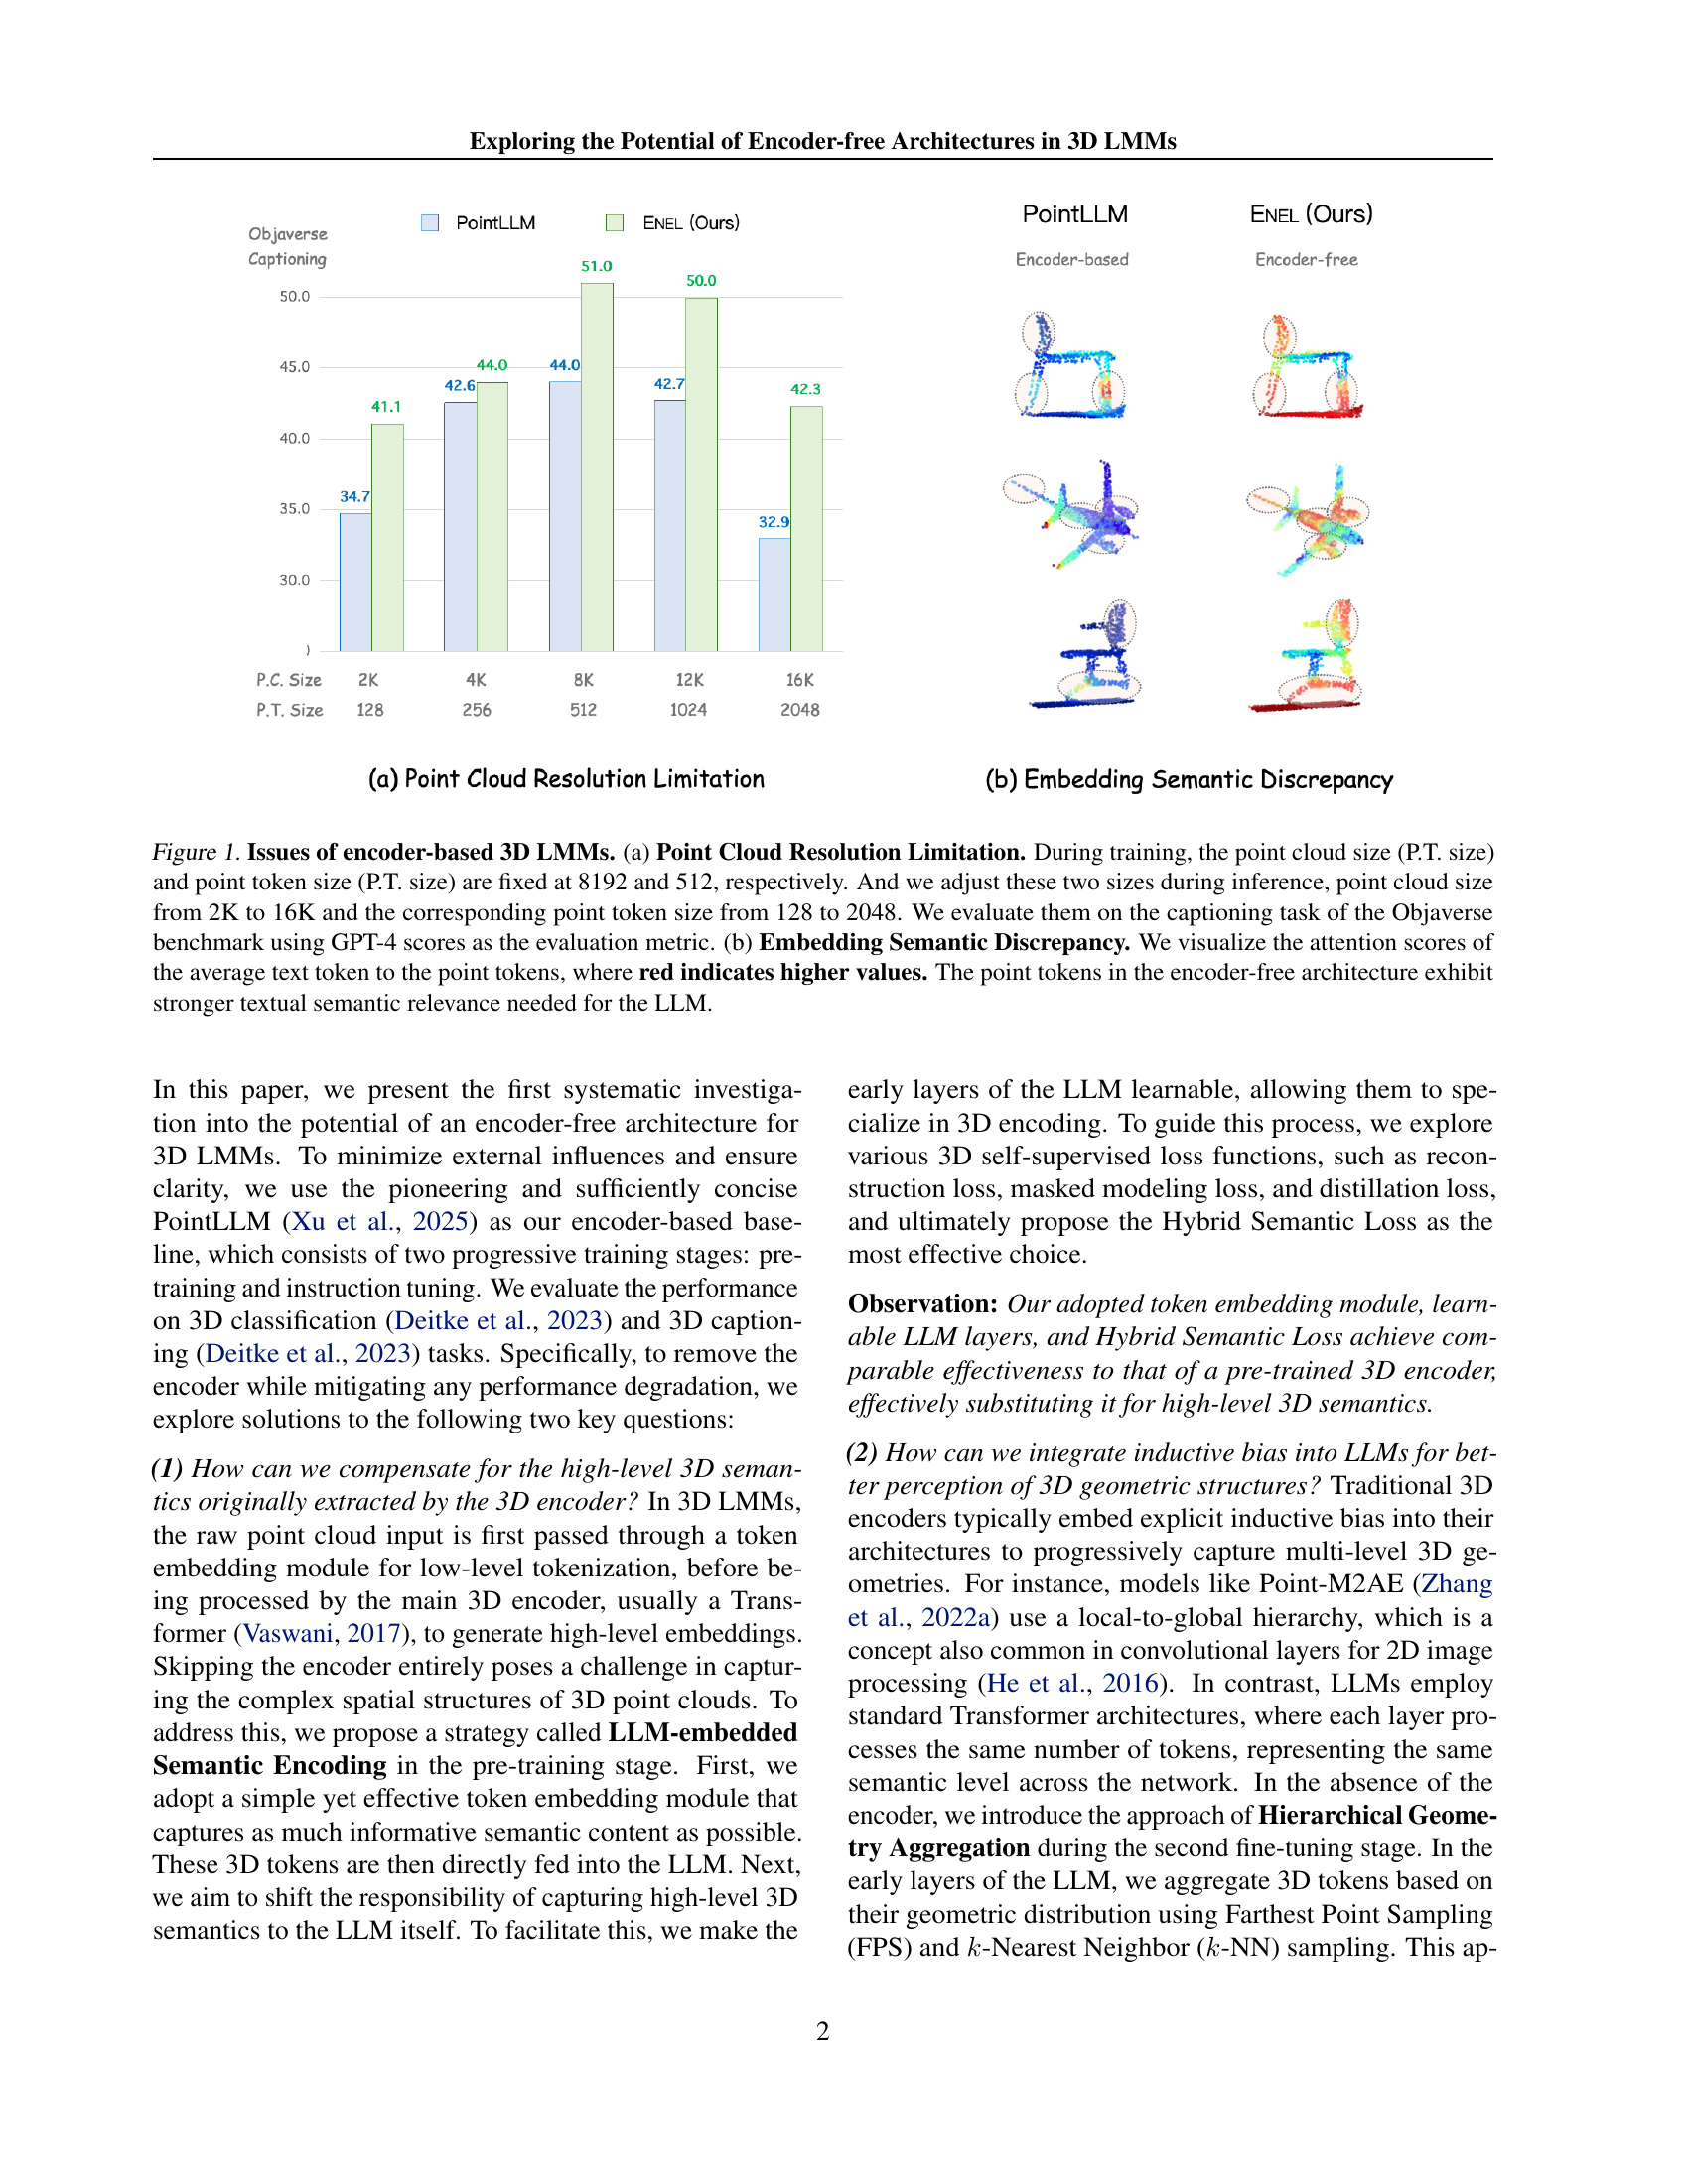 Exploring the Potential of Encoder-free Architectures in 3D LMMs
Objaverse
Captioning
PointLLM
ENEL (Ours)
50.0
45.0
40.0
35.0
30.0
)
34.7
41.1
42.6
44.0
44.0
51.0
42.7
50.0
32.9
42.3
P.C. Size 2K 4K 8K 12K 16K
P.T. Size 128 256 512 1024 2048
(a) Point Cloud Resolution Limitation
PointLLM ENEL (Ours)
Encoder-based Encoder-free
(b) Embedding Semantic Discrepancy
Figure 1. Issues of encoder-based 3D LMMs. (a) Point Cloud Resolution Limitation. During training, the point cloud size (P.T. size)
and point token size (P.T. size) are fixed at 8192 and 512, respectively. And we adjust these two sizes during inference, point cloud size
from 2K to 16K and the corresponding point token size from 128 to 2048. We evaluate them on the captioning task of the Objaverse
benchmark using GPT-4 scores as the evaluation metric. (b) Embedding Semantic Discrepancy. We visualize the attention scores of
the average text token to the point tokens, where red indicates higher values. The point tokens in the encoder-free architecture exhibit
stronger textual semantic relevance needed for the LLM.
In this paper, we present the first systematic investiga-
tion into the potential of an encoder-free architecture for
3D LMMs. To minimize external influences and ensure
clarity, we use the pioneering and sufficiently concise
PointLLM (Xu et al., 2025) as our encoder-based base-
line, which consists of two progressive training stages: pre-
training and instruction tuning. We evaluate the performance
on 3D classification (Deitke et al., 2023) and 3D caption-
ing (Deitke et al., 2023) tasks. Specifically, to remove the
encoder while mitigating any performance degradation, we
explore solutions to the following two key questions:
(1) How can we compensate for the high-level 3D seman-
tics originally extracted by the 3D encoder? In 3D LMMs,
the raw point cloud input is first passed through a token
embedding module for low-level tokenization, before be-
ing processed by the main 3D encoder, usually a Trans-
former (Vaswani, 2017), to generate high-level embeddings.
Skipping the encoder entirely poses a challenge in captur-
ing the complex spatial structures of 3D point clouds. To
address this, we propose a strategy called LLM-embedded
Semantic Encoding in the pre-training stage. First, we
adopt a simple yet effective token embedding module that
captures as much informative semantic content as possible.
These 3D tokens are then directly fed into the LLM. Next,
we aim to shift the responsibility of capturing high-level 3D
semantics to the LLM itself. To facilitate this, we make the
early layers of the LLM learnable, allowing them to spe-
cialize in 3D encoding. To guide this process, we explore
various 3D self-supervised loss functions, such as recon-
struction loss, masked modeling loss, and distillation loss,
and ultimately propose the Hybrid Semantic Loss as the
most effective choice.
Observation: Our adopted token embedding module, learn-
able LLM layers, and Hybrid Semantic Loss achieve com-
parable effectiveness to that of a pre-trained 3D encoder,
effectively substituting it for high-level 3D semantics.
(2) How can we integrate inductive bias into LLMs for bet-
ter perception of 3D geometric structures? Traditional 3D
encoders typically embed explicit inductive bias into their
architectures to progressively capture multi-level 3D ge-
ometries. For instance, models like Point-M2AE (Zhang
et al., 2022a) use a local-to-global hierarchy, which is a
concept also common in convolutional layers for 2D image
processing (He et al., 2016). In contrast, LLMs employ
standard Transformer architectures, where each layer pro-
cesses the same number of tokens, representing the same
semantic level across the network. In the absence of the
encoder, we introduce the approach of Hierarchical Geome-
try Aggregation during the second fine-tuning stage. In the
early layers of the LLM, we aggregate 3D tokens based on
their geometric distribution using Farthest Point Sampling
(FPS) and k-Nearest Neighbor (k-NN) sampling. This ap-
2